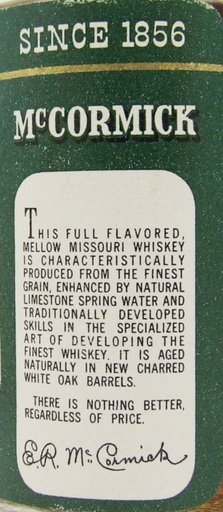 SINCE 1856
McCORMICK
THIS FULL FLAVORED,
MELLOW MISSOURI WHISKEY
IS CHARACTERISTICALLY
PRODUCED FROM THE FINEST
GRAIN, ENHANCED BY NATURAL
LIMESTONE SPRING WATER AND
TRADITIONALLY DEVELOPED
SKILLS IN THE SPECIALIZED
ART OF DEVELOPING THE
FINEST WHISKEY. IT IS AGED
NATURALLY IN NEW CHARRED
WHITE OAK BARRELS.
THERE IS NOTHING BETTER,
REGARDLESS OF PRICE.
E.R. McCormick